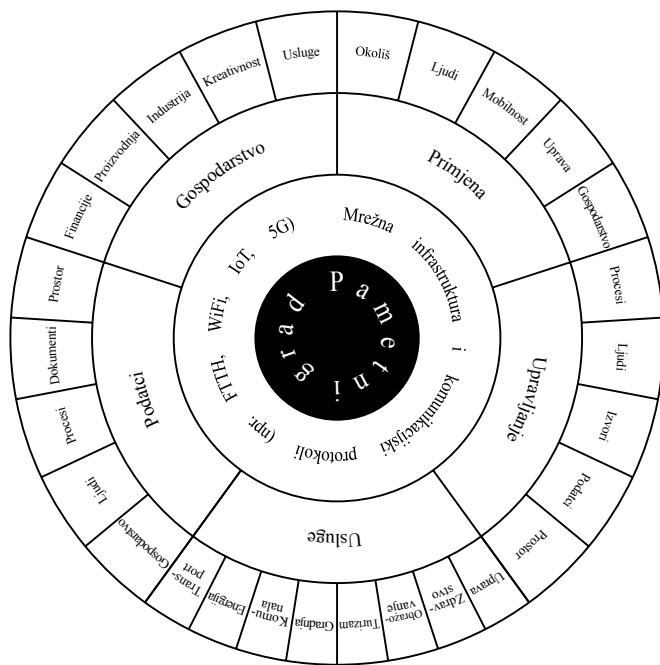 Pametni grad
Mrežna infrastruktura i komunikacijski protokoli (npr. FTTH, WiFi, IoT, 5G)
Primjena
Okoliš
Ljudi
Mobilnost
Uprava
Gospodarstvo
Upravljanje
Procesi
Ljudi
Izvori
Podatci
Prostor
Usluge
Uprava
Zdrav-
stvo
Obrazo-
vanje
Turizam
Gradnja
Komu-
nala
Energija
Trans-
port
Podatci
Gospodarstvo
Ljudi
Procesi
Dokumenti
Prostor
Gospodarstvo
Financije
Proizvodnja
Industrija
Kreativnost
Usluge